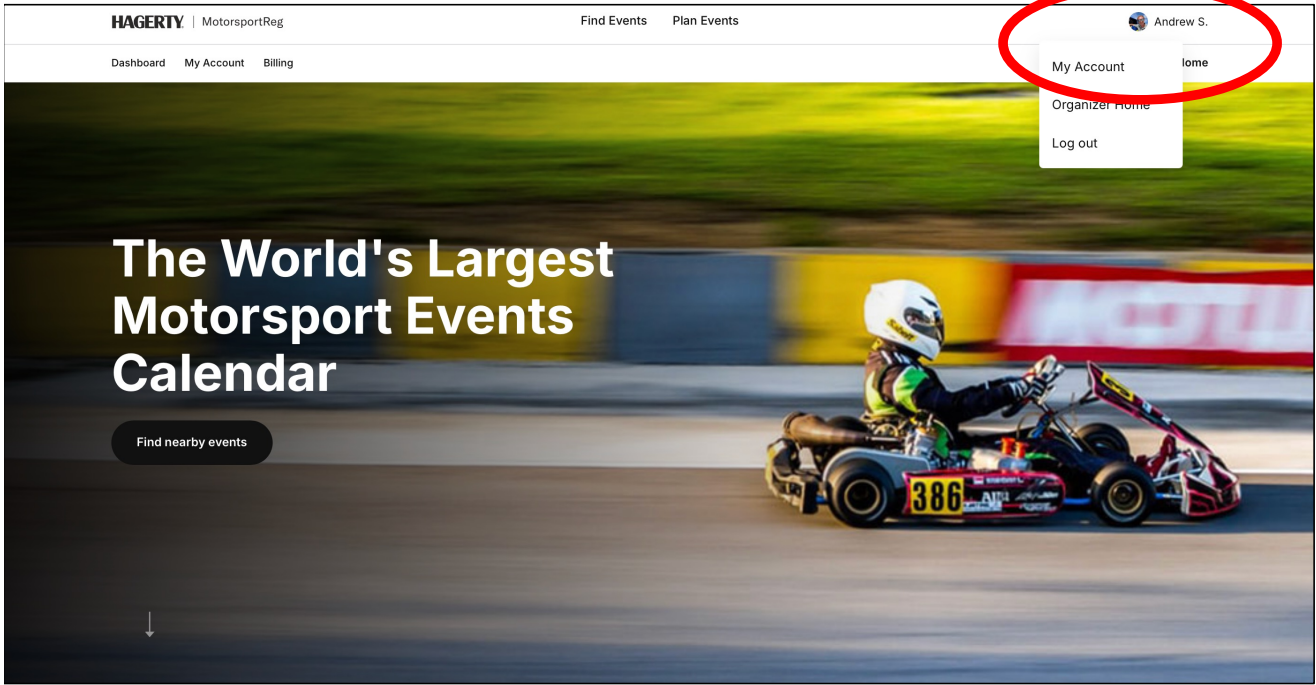 HAGERTY | MotorsportReg
Find Events Plan Events
Andrew S.
Dashboard My Account Billing
My Account
Organizer Home
Log out
The World's Largest
Motorsport Events
Calendar
Find nearby events
386